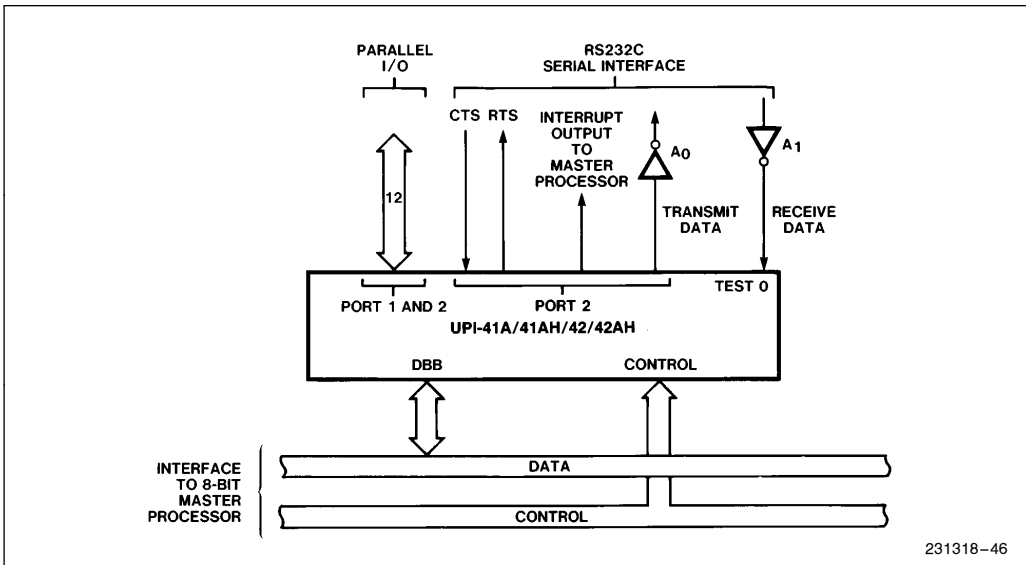 PARALLEL
I/O
RS232C
SERIAL INTERFACE
CTS RTS
INTERRUPT
OUTPUT
TO
MASTER
PROCESSOR
A0
A1
12
TRANSMIT
DATA
RECEIVE
DATA
TEST 0
PORT 1 AND 2
PORT 2
UPI-41A/41AH/42/42AH
DBB
CONTROL
INTERFACE
TO 8-BIT
MASTER
PROCESSOR
DATA
CONTROL
231318–46